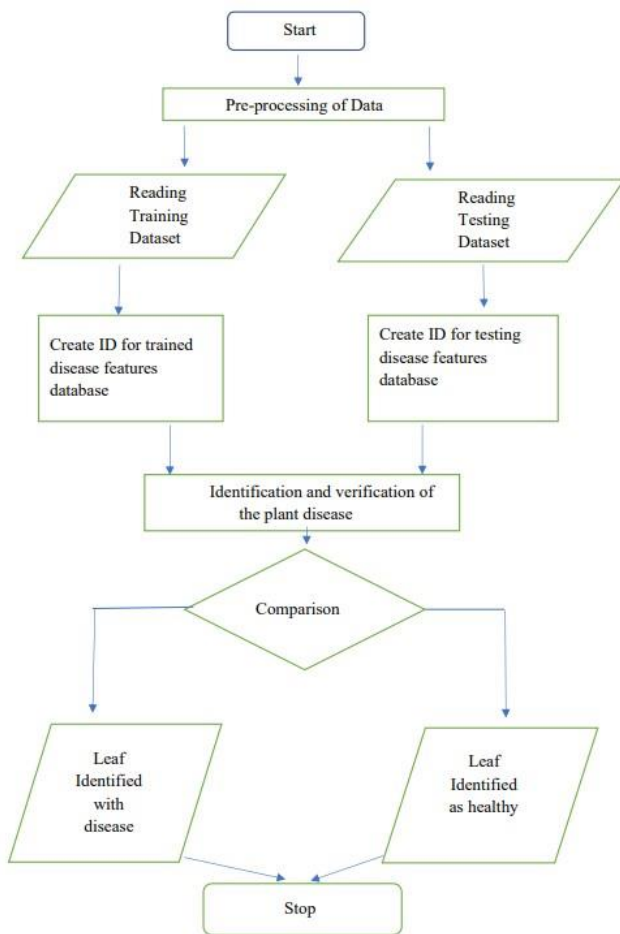 Start
Pre-processing of Data
Reading
Training
Dataset
Reading
Testing
Dataset
Create ID for trained
disease features
database
Create ID for testing
disease features
database
Identification and verification of
the plant disease
Comparison
Leaf
Identified
with
disease
Leaf
Identified
as healthy
Stop